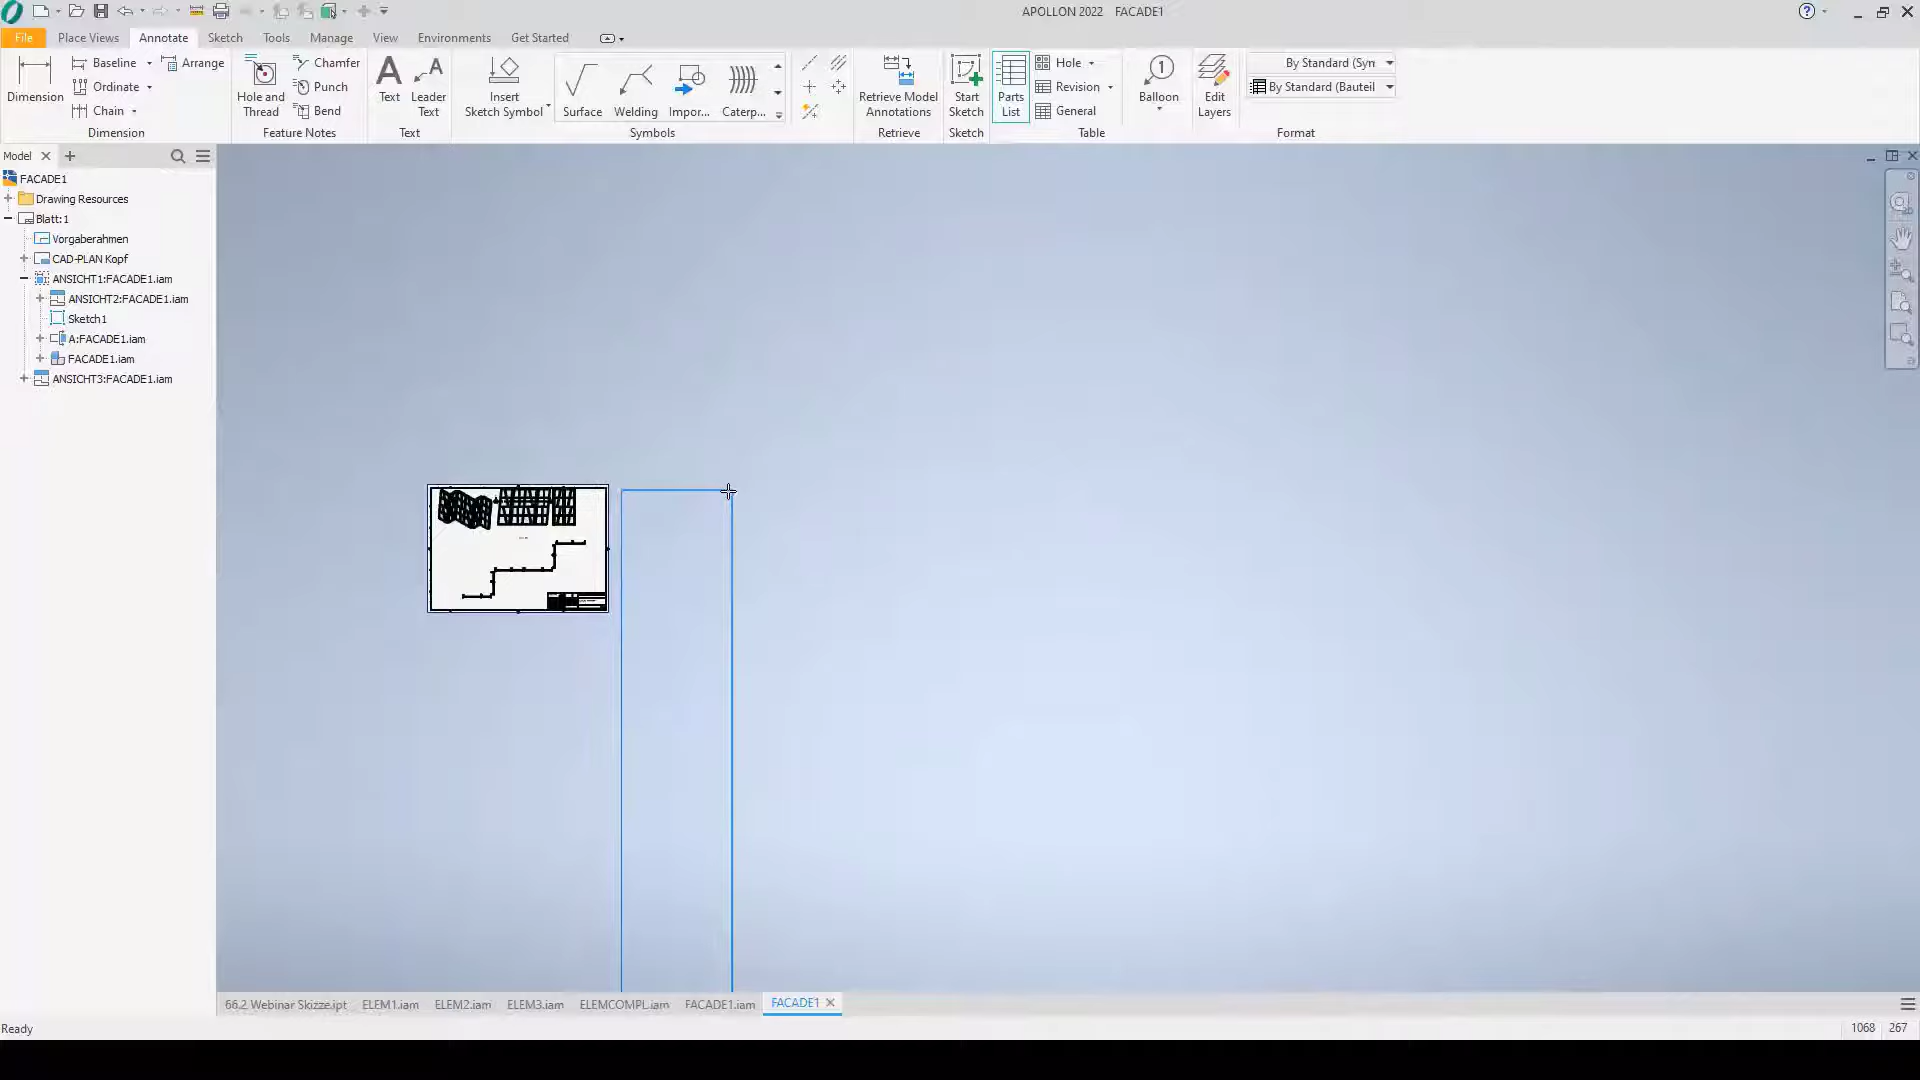 APOLLON 2022 FACADE1
File Place Views Annotate Sketch Tools Manage View Environments Get Started
Dimension
Baseline
Ordinate
Chain
Arrange
Dimension
Hole and Thread
Chamfer
Punch
Bend
Feature Notes
Text
Leader Text
Text
Insert Sketch Symbol
Surface
Welding
Impor...
Caterp...
Symbols
Retrieve Model Annotations
Retrieve
Start Sketch
Sketch
Parts List
Hole
Revision
General
Table
Balloon
Edit Layers
By Standard (Syn
By Standard (Bauteil
Format
Model
FACADE1
Drawing Resources
Blatt:1
Vorgaberahmen
CAD-PLAN Kopf
ANSICHT1:FACADE1.iam
ANSICHT2:FACADE1.iam
Sketch1
A:FACADE1.iam
FACADE1.iam
ANSICHT3:FACADE1.iam
66.2 Webinar Skizze.ipt ELEM1.iam ELEM2.iam ELEM3.iam ELEMCOMPL.iam FACADE1.iam FACADE1
Ready
1068 267